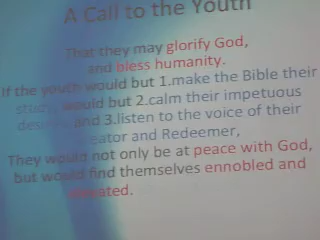 A Call to the Youth
That they may glorify God,
and bless humanity.
If the youth would but 1.make the Bible their
study, would but 2.calm their impetuous
desires, and 3.listen to the voice of their
Creator and Redeemer,
They would not only be at peace with God,
but would find themselves ennobled and
elevated.